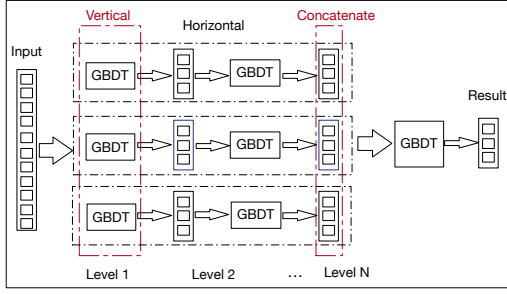 Vertical
Horizontal
Concatenate
Input
GBDT
GBDT
Result
GBDT
GBDT
GBDT
GBDT
GBDT
Level 1
Level 2
...
Level N